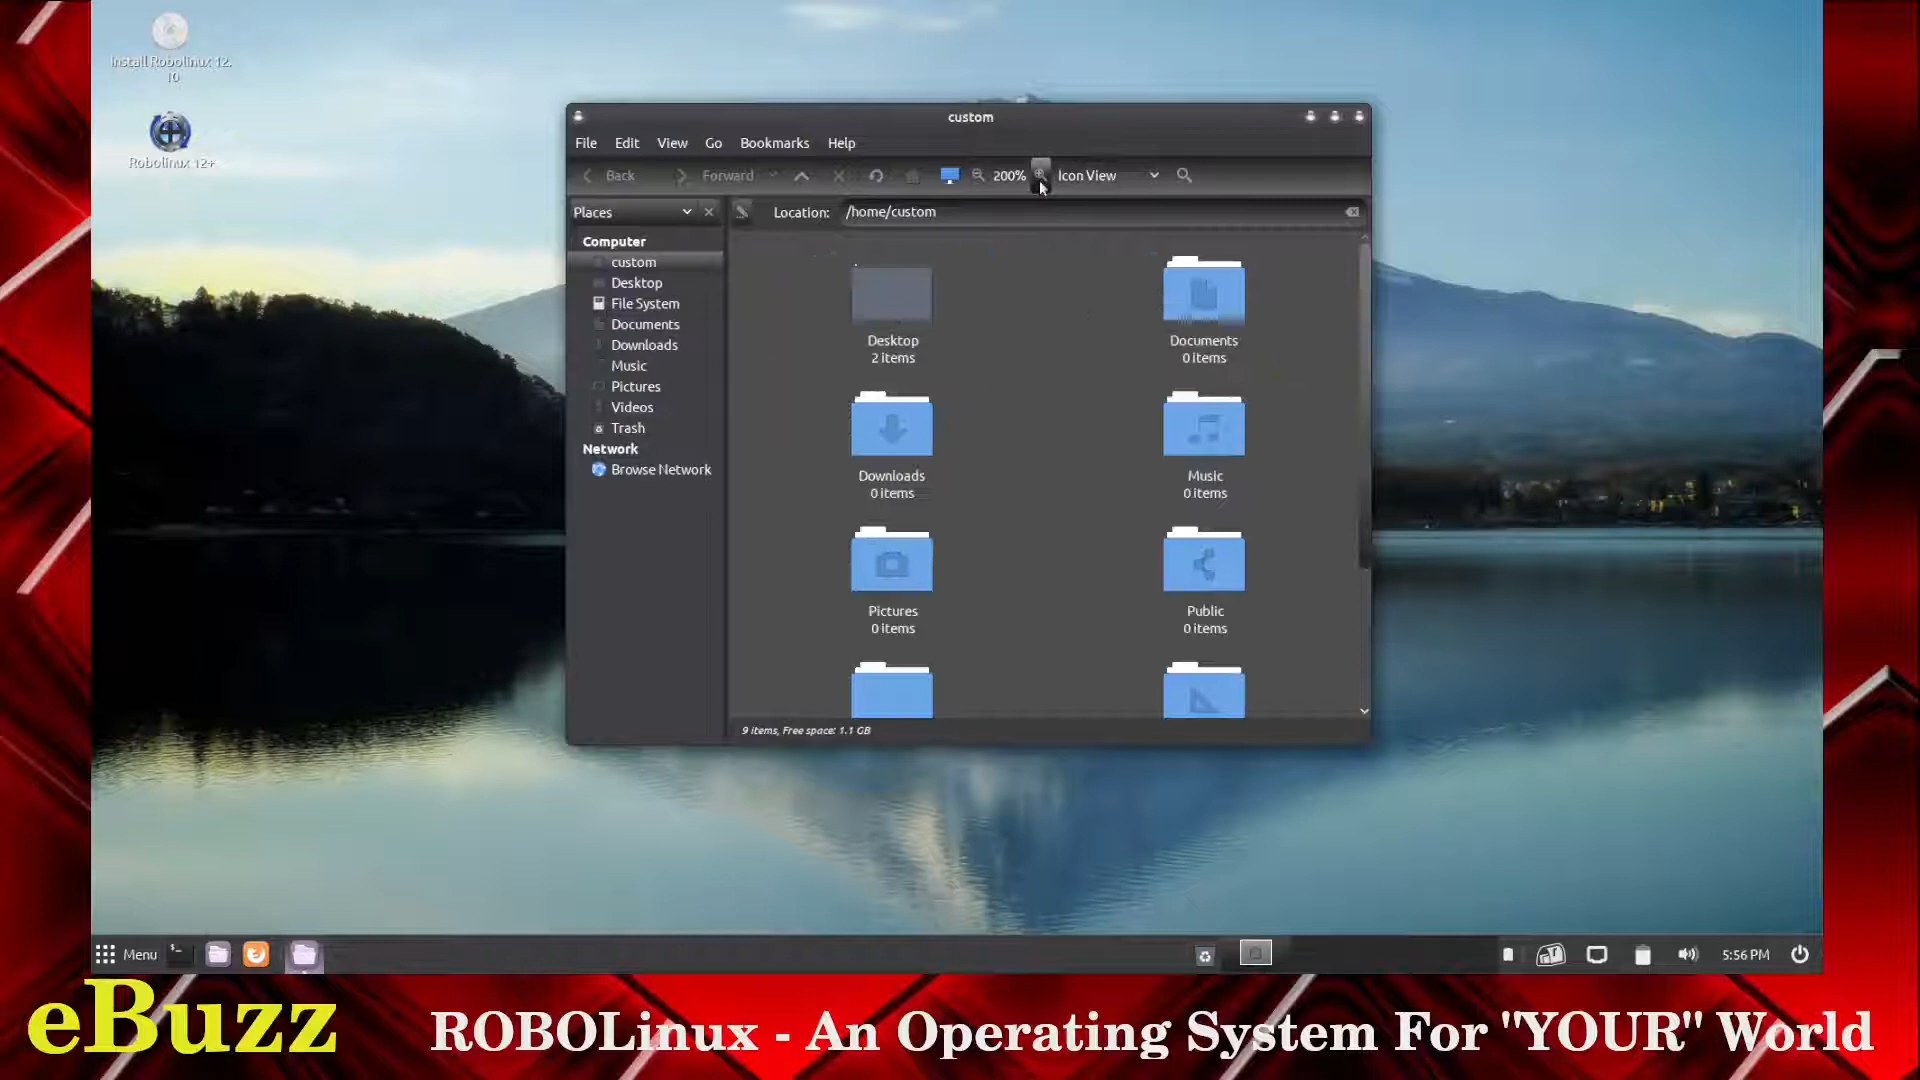 Install Robolinux 12.
10
Robolinux 12+
custom
File Edit View Go Bookmarks Help
Back Forward 200% Icon View
Places
Location: /home/custom
Computer
custom
Desktop
File System
Documents
Downloads
Music
Pictures
Videos
Trash
Network
Browse Network
Desktop
2 items
Documents
0 items
Downloads
0 items
Music
0 items
Pictures
0 items
Public
0 items
9 items, Free space: 1.1 GB
Menu
5:56 PM
eBuzz
ROBOLinux - An Operating System For "YOUR" World